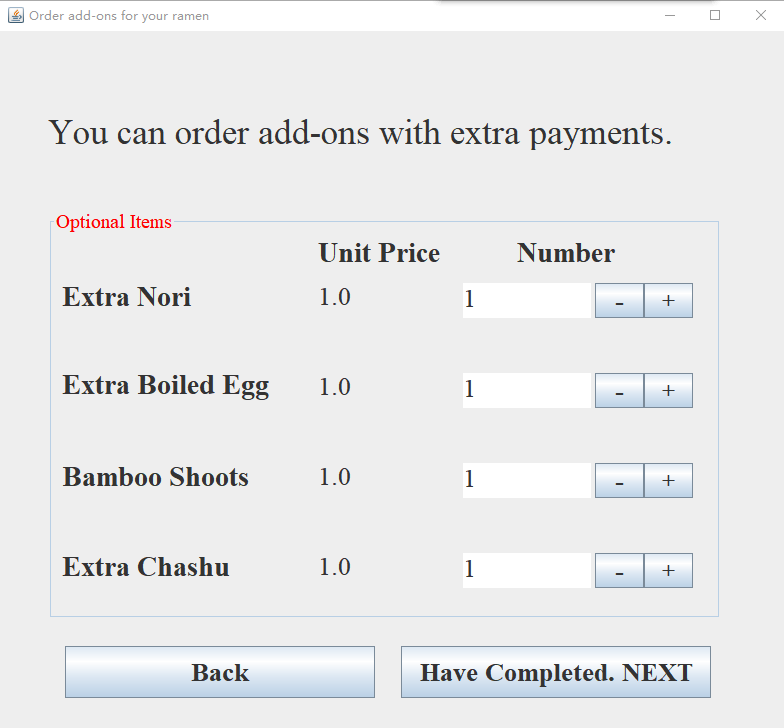 Order add-ons for your ramen
You can order add-ons with extra payments.
Optional Items
Unit Price Number
Extra Nori 1.0 1 - +
Extra Boiled Egg 1.0 1 - +
Bamboo Shoots 1.0 1 - +
Extra Chashu 1.0 1 - +
Back Have Completed. NEXT